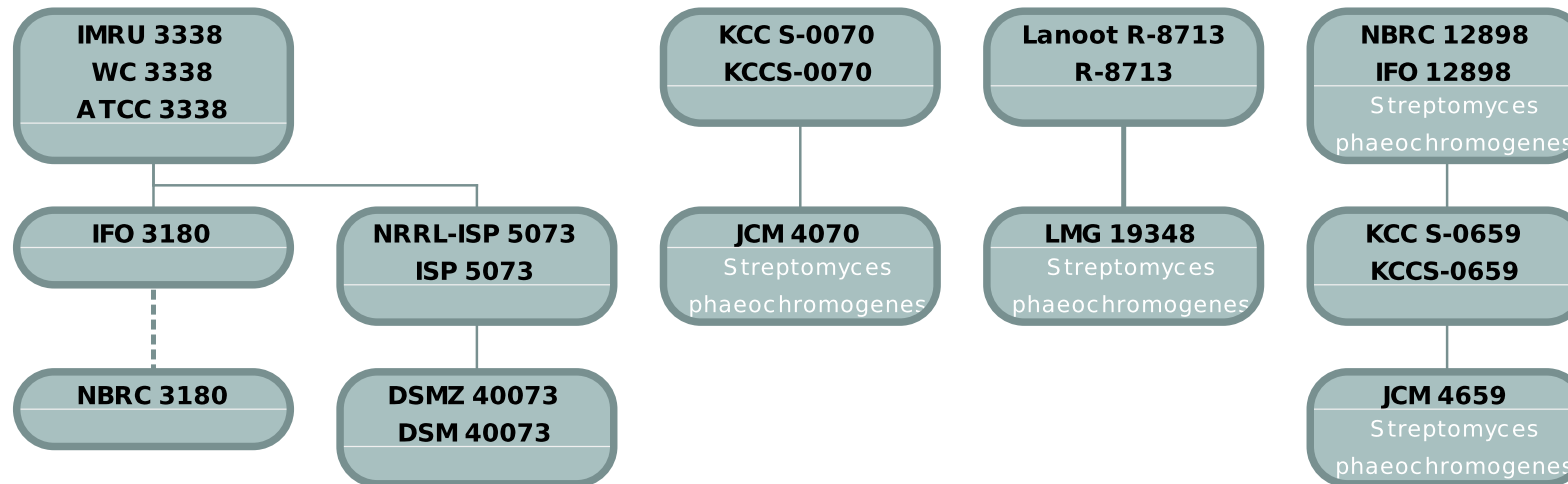 IMRU 3338
WC 3338
ATCC 3338
KCC S-0070
KCCS-0070
Lanoot R-8713
R-8713
NBRC 12898
IFO 12898
Streptomyces
phaeochromogenes
IFO 3180
NRRL-ISP 5073
ISP 5073
JCM 4070
Streptomyces
phaeochromogenes
LMG 19348
Streptomyces
phaeochromogenes
KCC S-0659
KCCS-0659
NBRC 3180
DSMZ 40073
DSM 40073
JCM 4659
Streptomyces
phaeochromogenes